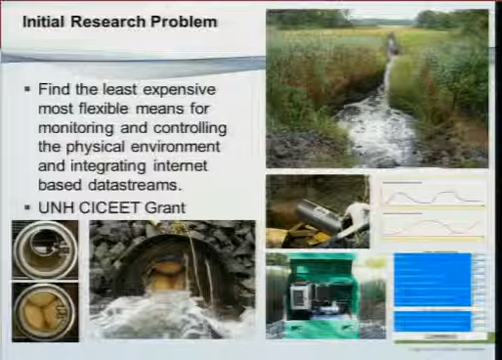 Initial Research Problem
Find the least expensive
most flexible means for
monitoring and controlling
the physical environment
and integrating internet
based datastreams.
UNH CICEET Grant